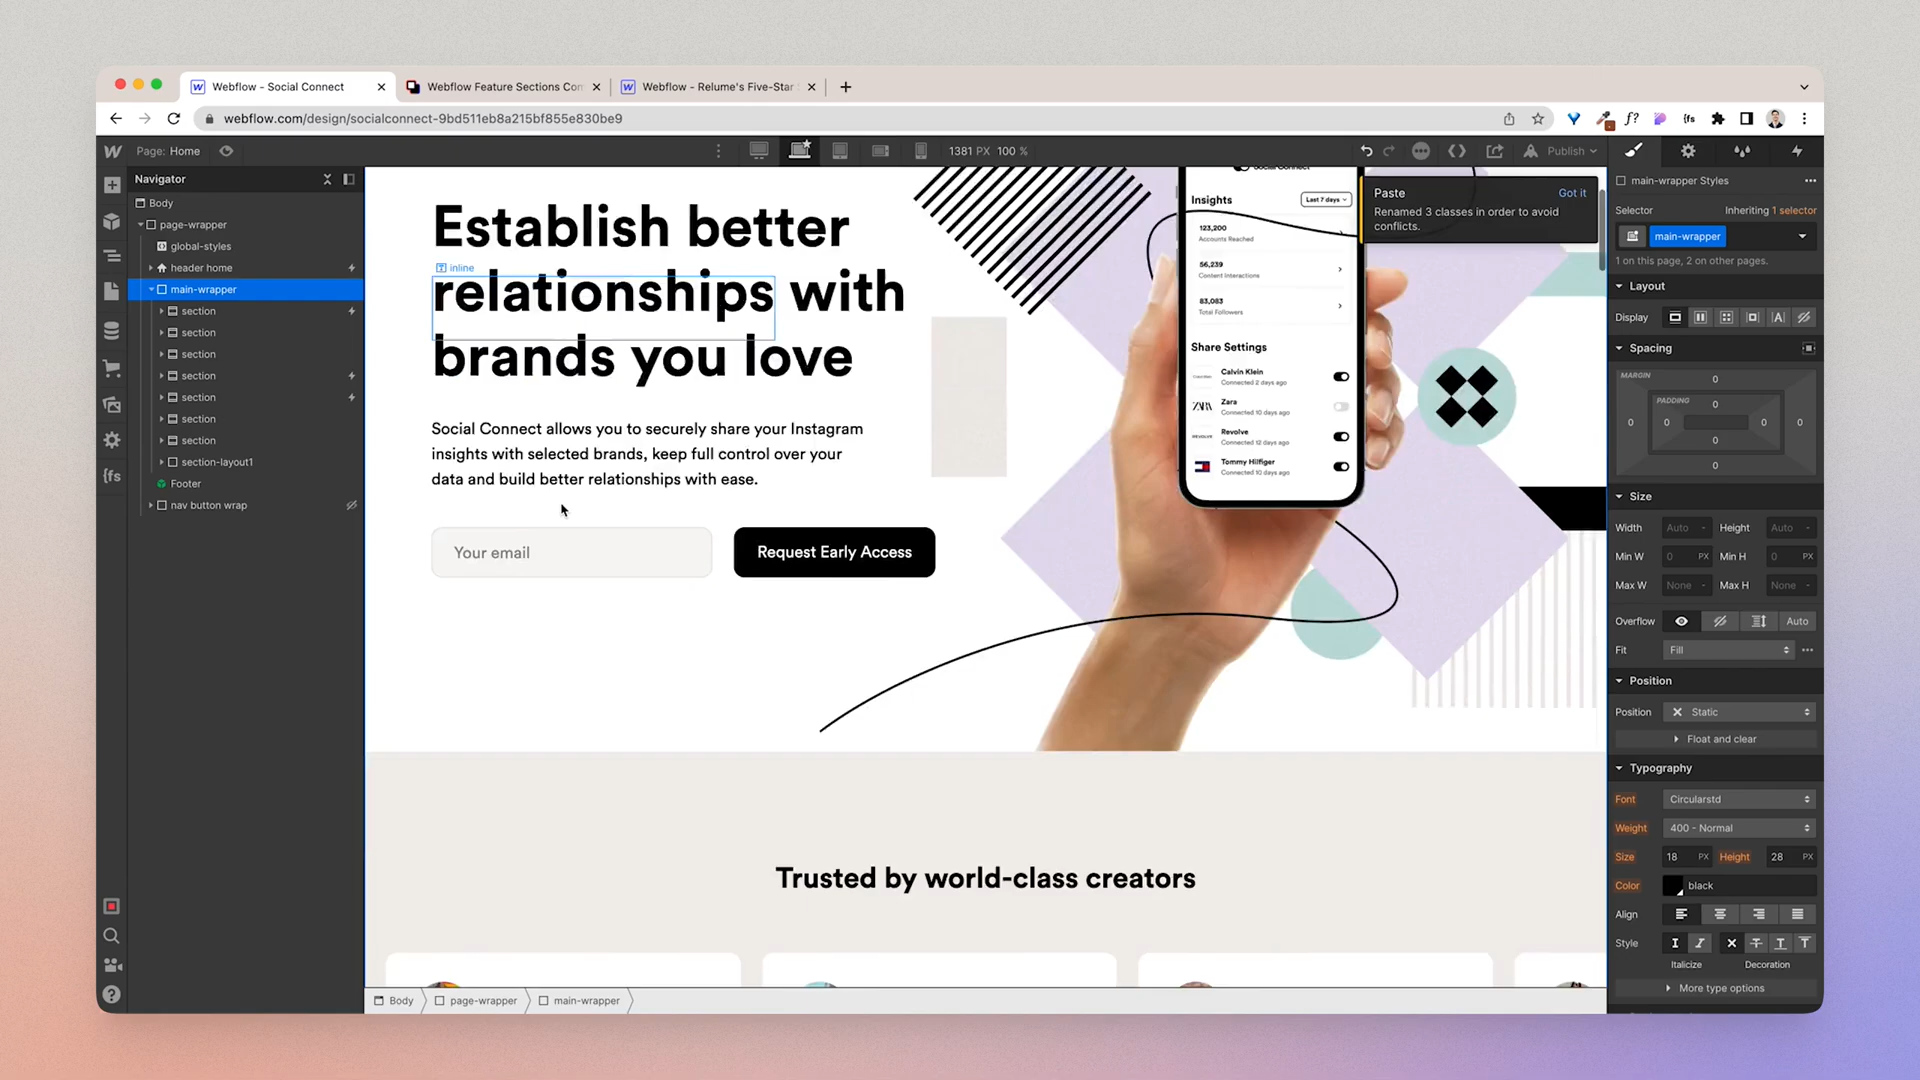 Webflow - Social Connect
Webflow Feature Sections Com
Webflow - Relume's Five-Star
webflow.com/design/socialconnect-9bd511eb8a215bf855e830be9
f?
{fs
Page: Home
1381 PX 100 %
Publish
Navigator
Body
page-wrapper
global-styles
header home
main-wrapper
section
section
section
section
section
section
section
section-layout1
Footer
nav button wrap
{fs
inline
Establish better
relationships with
brands you love
Social Connect allows you to securely share your Instagram
insights with selected brands, keep full control over your
data and build better relationships with ease.
Your email
Request Early Access
Insights
Last 7 days
123,200
Accounts Reached
56,239
Content Interactions
83,083
Total Followers
Share Settings
Calvin Klein
Connected 2 days ago
ZARA
Zara
Connected 10 days ago
REVOLVE
Revolve
Connected 12 days ago
Tommy Hilfiger
Connected 10 days ago
Paste
Got it
Renamed 3 classes in order to avoid
conflicts.
Trusted by world-class creators
Body
page-wrapper
main-wrapper
main-wrapper Styles
Selector
Inheriting 1 selector
main-wrapper
1 on this page, 2 on other pages.
Layout
Display
Spacing
MARGIN
0
PADDING
0
0 0 0 0
0
0
Size
Width Auto - Height Auto -
Min W 0 PX Min H 0 PX
Max W None - Max H None -
Overflow Auto
Fit Fill
Position
Position Static
Float and clear
Typography
Font Circularstd
Weight 400 - Normal
Size 18 PX Height 28 PX
Color black
Align
Style
Italicize Decoration
More type options